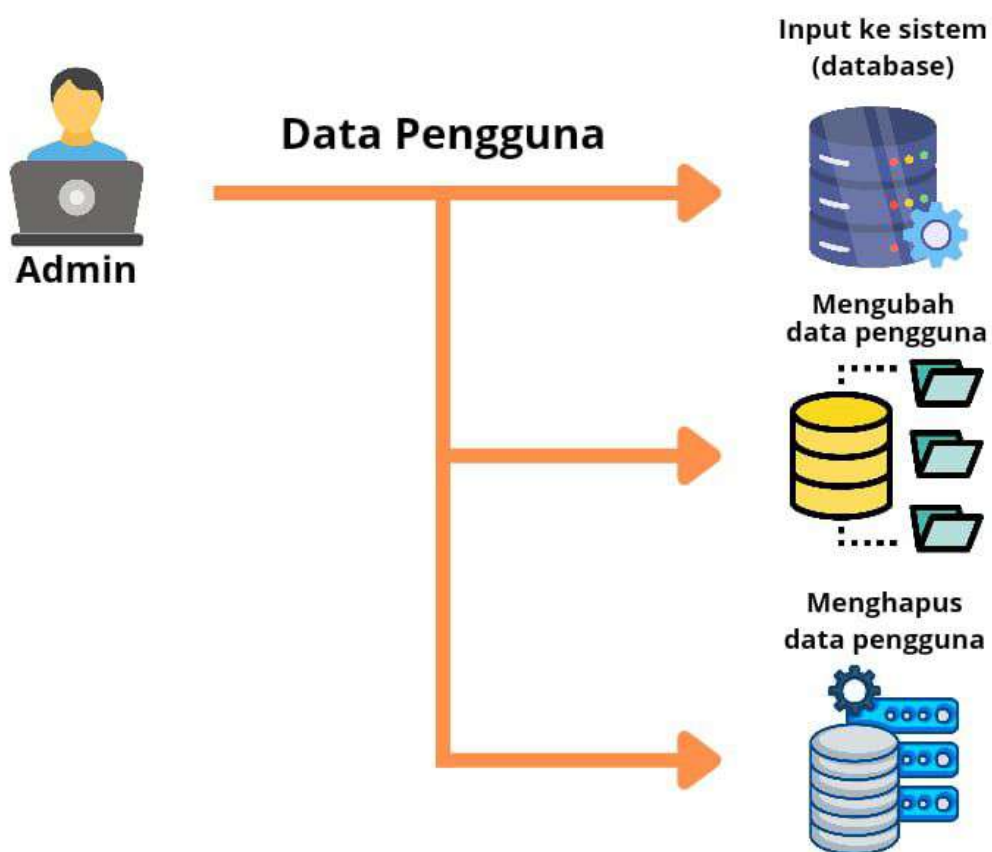 Input ke sistem
(database)
Data Pengguna
Admin
Mengubah
data pengguna
Menghapus
data pengguna